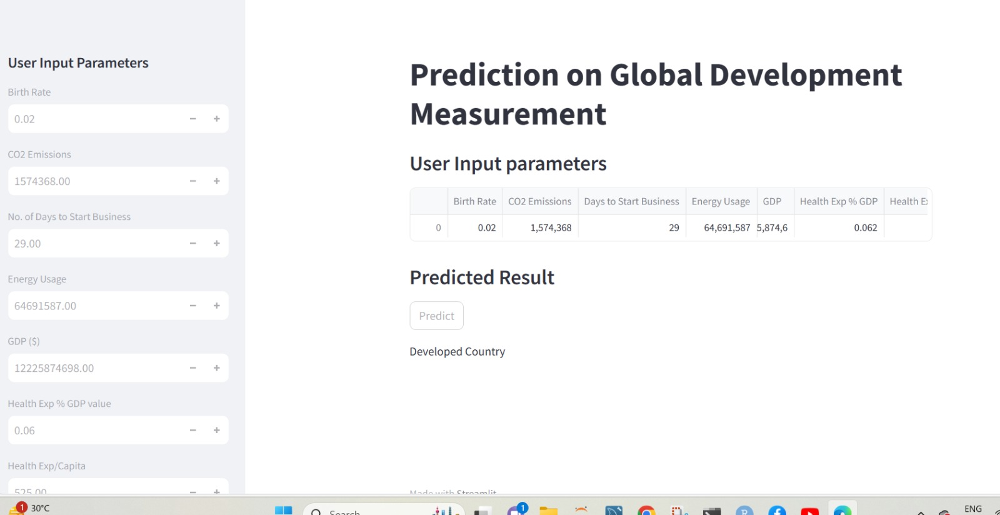 User Input Parameters
Birth Rate
0.02
CO2 Emissions
1574368.00
No. of Days to Start Business
29.00
Energy Usage
64691587.00
GDP ($)
12225874698.00
Health Exp % GDP value
0.06
Health Exp/Capita
525.00
Prediction on Global Development
Measurement
User Input parameters
Birth Rate CO2 Emissions Days to Start Business Energy Usage GDP Health Exp % GDP Health Ex
0 0.02 1,574,368 29 64,691,587 5,874,6 0.062
Predicted Result
Predict
Developed Country
Made with Streamlit
1 30°C Search 1 R ENG